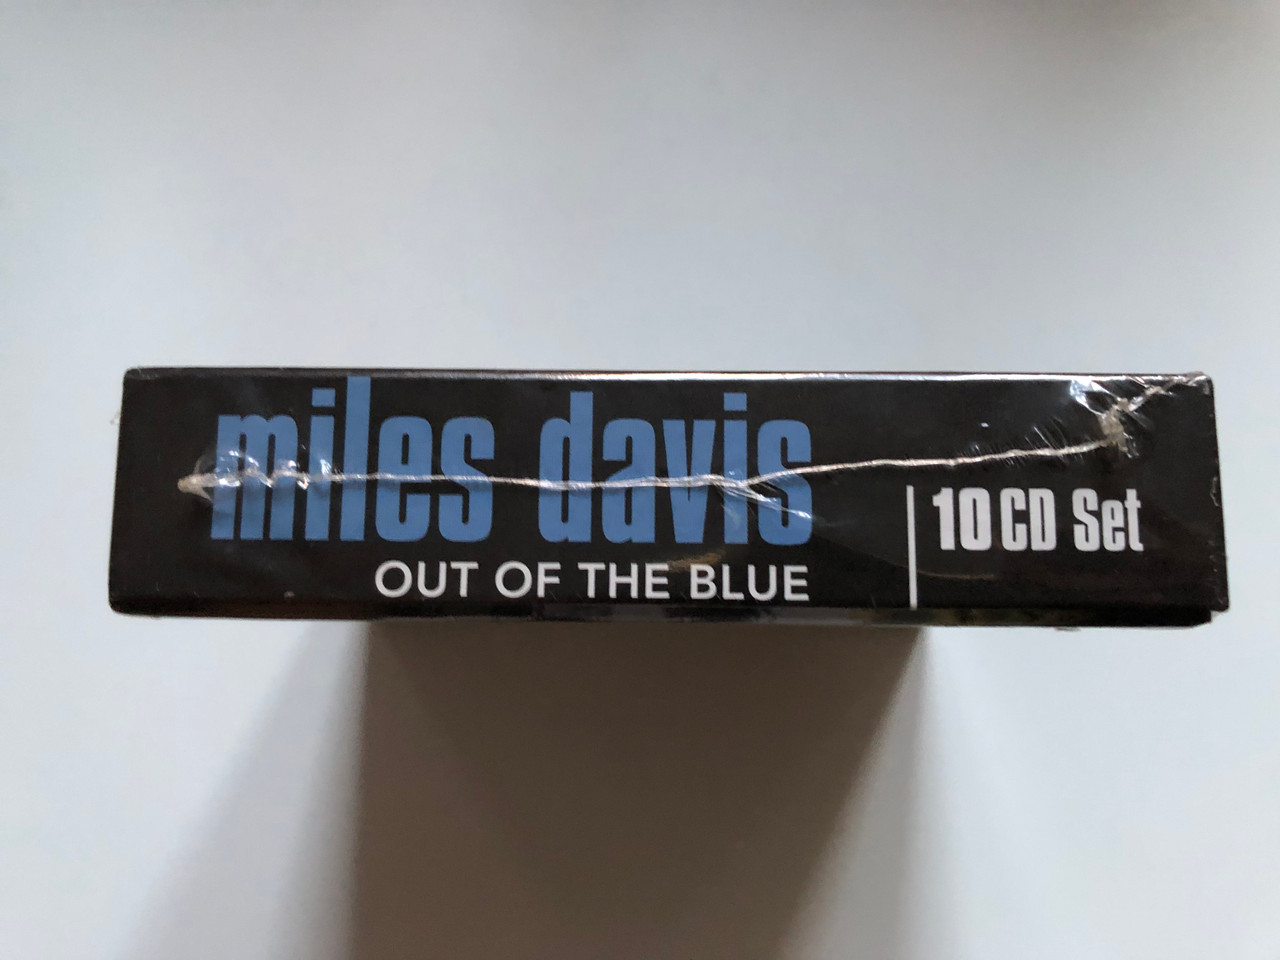 miles davis
OUT OF THE BLUE
10 CD Set